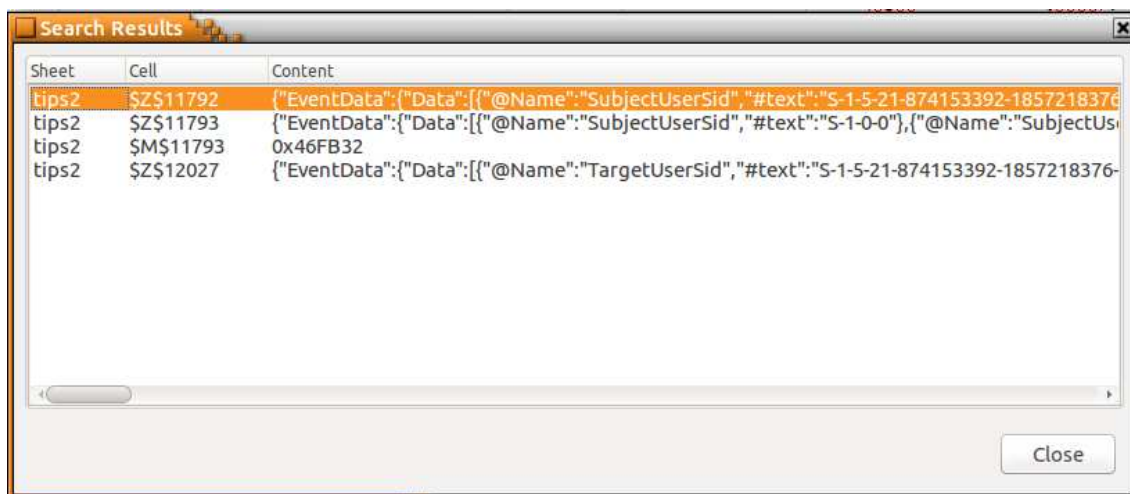 Search Results
Sheet Cell Content
tips2 $Z$11792 {"EventData":{"Data":[{"@Name":"SubjectUserSid","#text":"S-1-5-21-874153392-1857218376
tips2 $Z$11793 {"EventData":{"Data":[{"@Name":"SubjectUserSid","#text":"S-1-0-0"},{"@Name":"SubjectUs
tips2 $M$11793 0x46FB32
tips2 $Z$12027 {"EventData":{"Data":[{"@Name":"TargetUserSid","#text":"S-1-5-21-874153392-1857218376-
Close